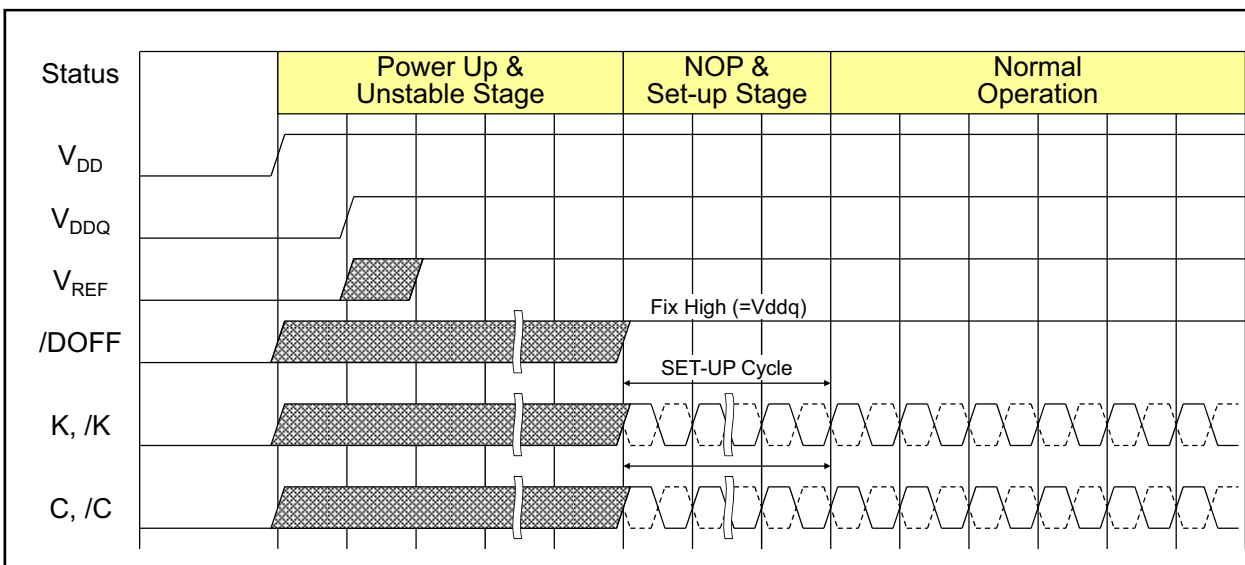 Status
Power Up &
Unstable Stage
NOP &
Set-up Stage
Normal
Operation
VDD
VDDQ
VREF
/DOFF
Fix High (=Vddq)
SET-UP Cycle
K, /K
C, /C